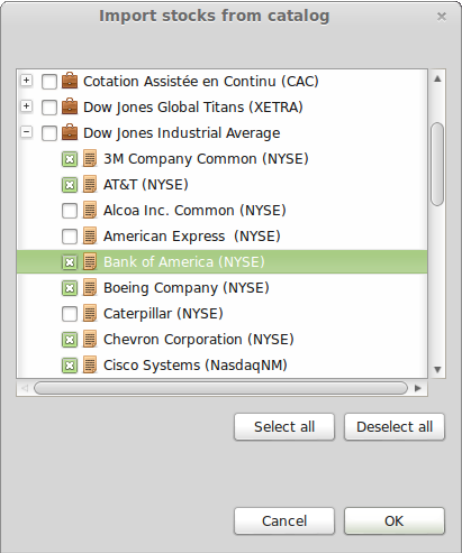 Import stocks from catalog
Cotation Assistée en Continu (CAC)
Dow Jones Global Titans (XETRA)
Dow Jones Industrial Average
3M Company Common (NYSE)
AT&T (NYSE)
Alcoa Inc. Common (NYSE)
American Express  (NYSE)
Bank of America (NYSE)
Boeing Company (NYSE)
Caterpillar (NYSE)
Chevron Corporation (NYSE)
Cisco Systems (NasdaqNM)
Select all Deselect all
Cancel OK